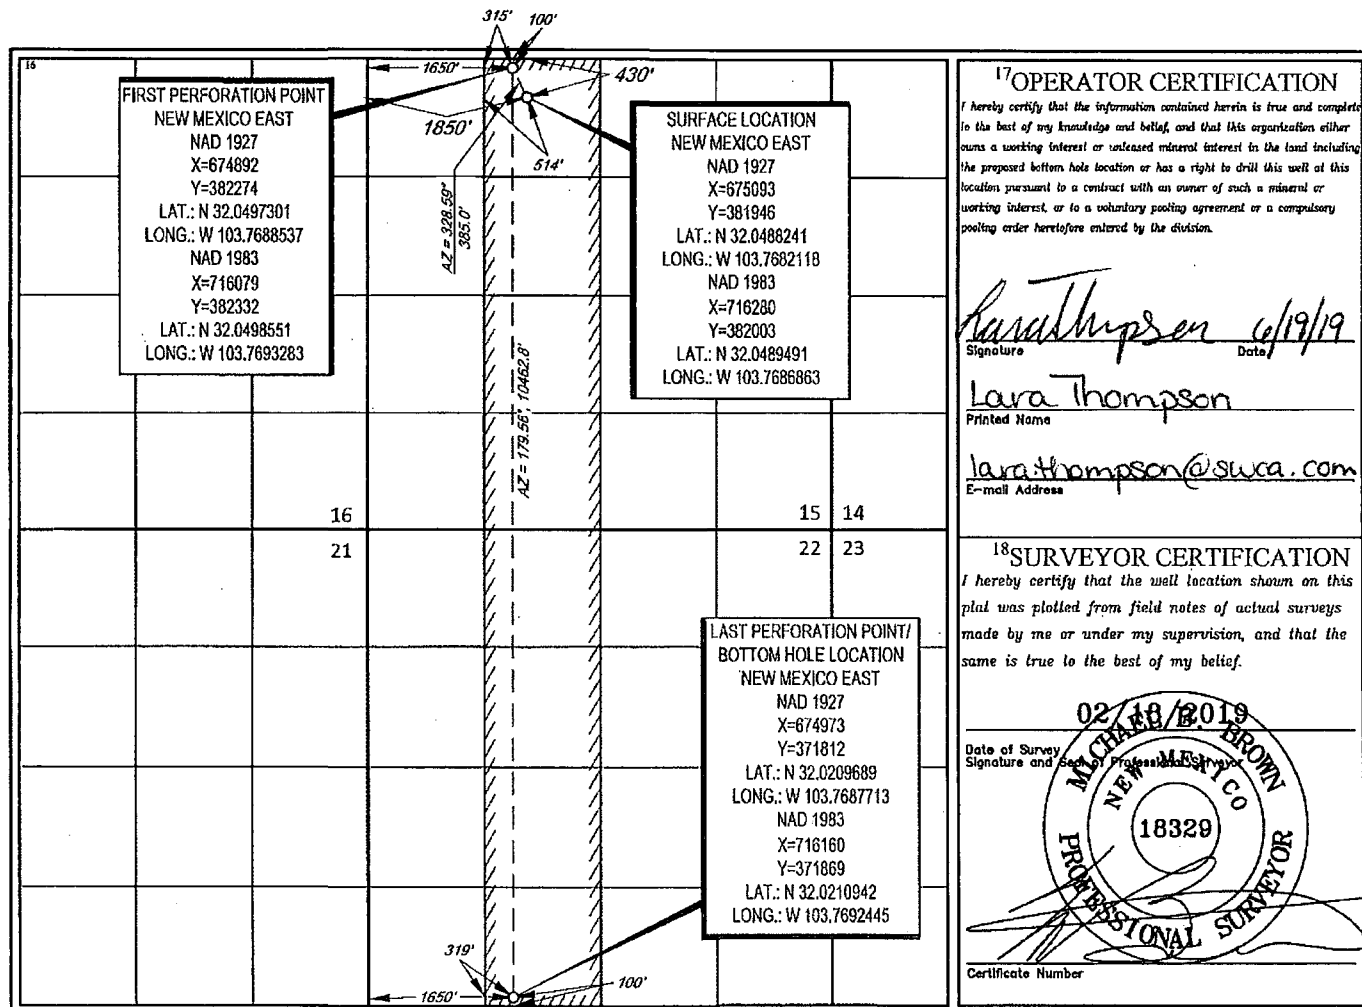 315'
100'
16
1650'
430'
1850'
514'
AZ = 328.59°
385.0'
FIRST PERFORATION POINT
NEW MEXICO EAST
NAD 1927
X=674892
Y=382274
LAT.: N 32.0497301
LONG.: W 103.7688537
NAD 1983
X=716079
Y=382332
LAT.: N 32.0498551
LONG.: W 103.7693283
SURFACE LOCATION
NEW MEXICO EAST
NAD 1927
X=675093
Y=381946
LAT.: N 32.0488241
LONG.: W 103.7682118
NAD 1983
X=716280
Y=382003
LAT.: N 32.0489491
LONG.: W 103.7686863
AZ = 179.56°, 10462.8'
16
15 14
21
22 23
LAST PERFORATION POINT/
BOTTOM HOLE LOCATION
NEW MEXICO EAST
NAD 1927
X=674973
Y=371812
LAT.: N 32.0209689
LONG.: W 103.7687713
NAD 1983
X=716160
Y=371869
LAT.: N 32.0210942
LONG.: W 103.7692445
319'
1650'
100'
17 OPERATOR CERTIFICATION
I hereby certify that the information contained herein is true and complete
to the best of my knowledge and belief, and that this organization either
owns a working interest or unleased mineral interest in the land including
the proposed bottom hole location or has a right to drill this well at this
location pursuant to a contract with an owner of such a mineral or
working interest, or to a voluntary pooling agreement or a compulsory
pooling order heretofore entered by the division.
Lara Thompson 6/19/19
Signature Date
Lara Thompson
Printed Name
lara.thompson@swca.com
E-mail Address
18 SURVEYOR CERTIFICATION
I hereby certify that the well location shown on this
plat was plotted from field notes of actual surveys
made by me or under my supervision, and that the
same is true to the best of my belief.
02/18/2019
Date of Survey
Signature and Seal of Professional Surveyor
MICHAEL B. BROWN
NEW MEXICO
18329
PROFESSIONAL SURVEYOR
Certificate Number